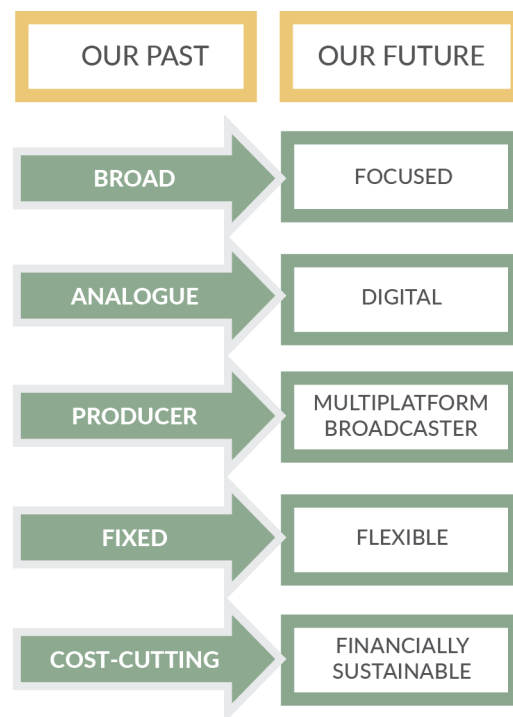 OUR PAST
OUR FUTURE
BROAD
FOCUSED
ANALOGUE
DIGITAL
PRODUCER
MULTIPLATFORM
BROADCASTER
FIXED
FLEXIBLE
COST-CUTTING
FINANCIALLY
SUSTAINABLE